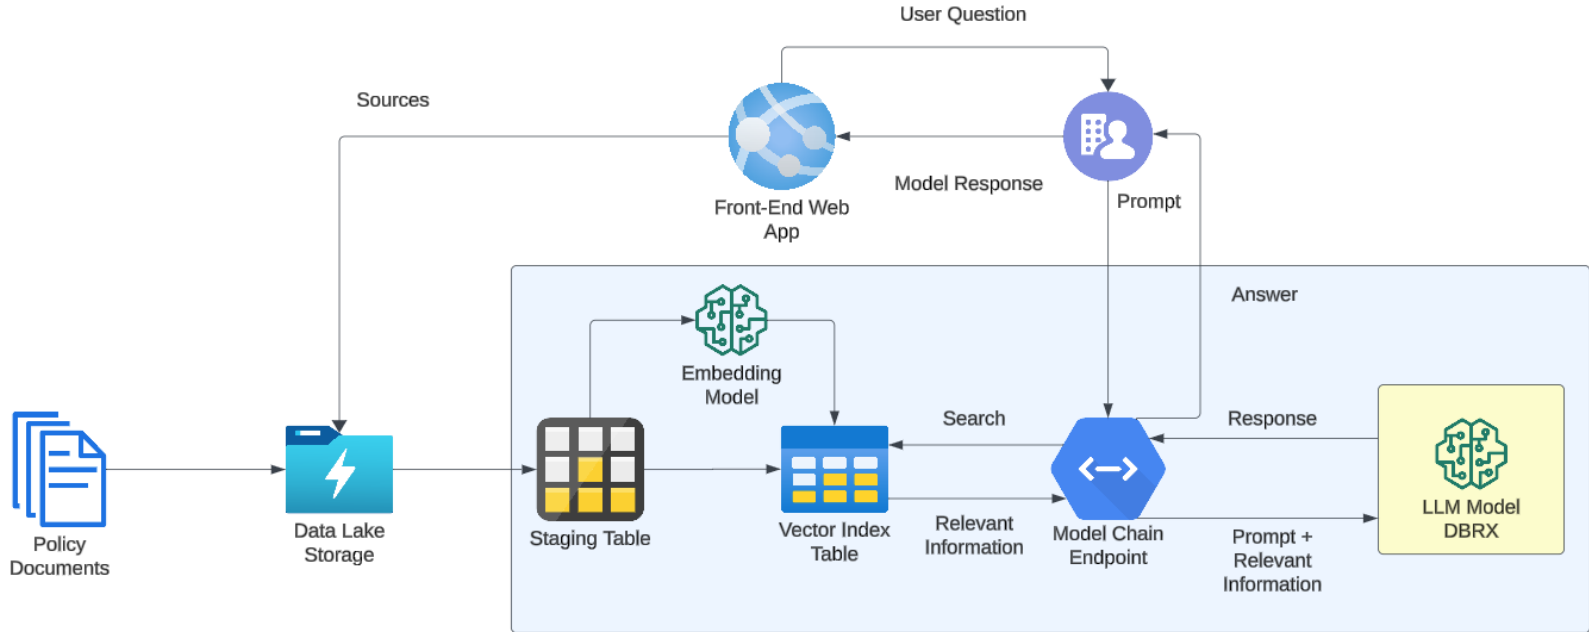 User Question
Sources
Model Response
Prompt
Front-End Web
App
Answer
Embedding
Model
Search
Response
Policy
Documents
Data Lake
Storage
Staging Table
Vector Index
Table
Relevant
Information
Model Chain
Endpoint
Prompt +
Relevant
Information
LLM Model
DBRX